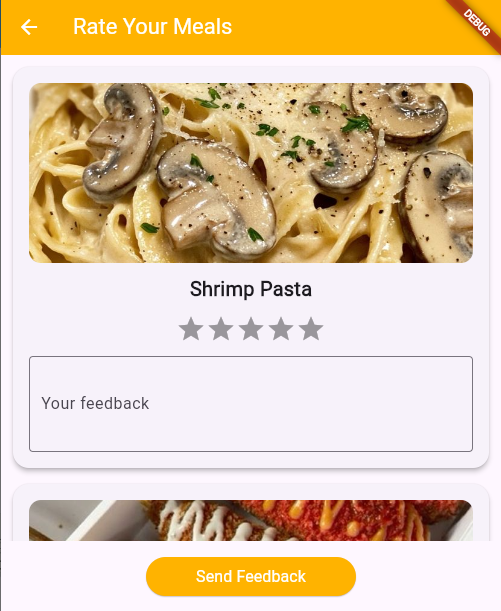 Rate Your Meals
DEBUG
Shrimp Pasta
Your feedback
Send Feedback